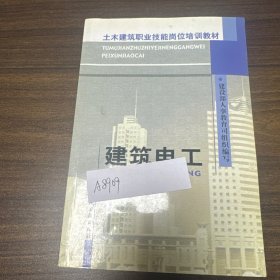 土木建筑职业技能岗位培训教材
TUMUJIANZHUZHIYEJINENGGANGWEI
PEIXUNJIAOCAI
建设部人事教育司组织编写
建筑电工
A8909